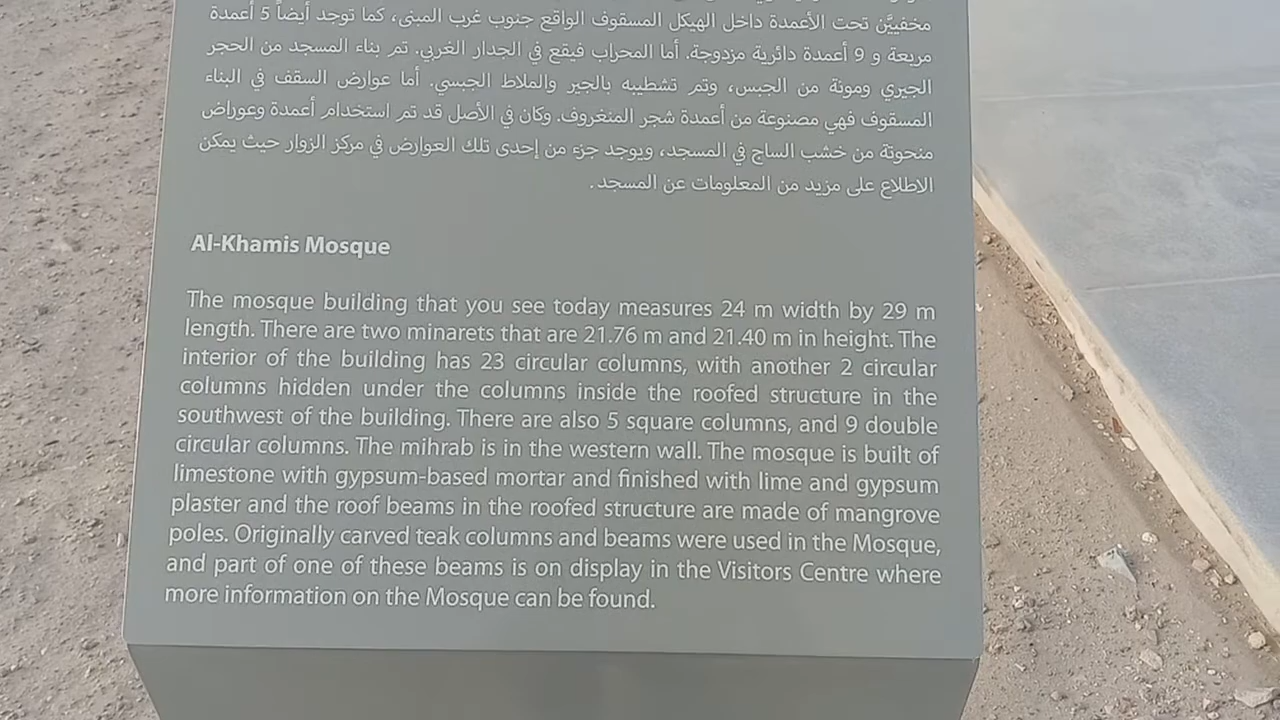 مخفيَّن تحت الأعمدة داخل الهيكل المسقوف الواقع جنوب غرب المبنى، كما توجد أيضاً 5 أعمدة
مربعة و 9 أعمدة دائرية مزدوجة. أما المحراب فيقع في الجدار الغربي. تم بناء المسجد من الحجر
الجيري ومونة من الجبس، وتم تشطيبه بالجير والملاط الجبسي. أما عوارض السقف في البناء
المسقوف فهي مصنوعة من أعمدة شجر المنغروف. وكان في الأصل قد تم استخدام أعمدة وعوراض
منحوتة من خشب الساج في المسجد، ويوجد جزء من إحدى تلك العوارض في مركز الزوار حيث يمكن
الاطلاع على مزيد من المعلومات عن المسجد.
Al-Khamis Mosque
The mosque building that you see today measures 24 m width by 29 m
length. There are two minarets that are 21.76 m and 21.40 m in height. The
interior of the building has 23 circular columns, with another 2 circular
columns hidden under the columns inside the roofed structure in the
southwest of the building. There are also 5 square columns, and 9 double
circular columns. The mihrab is in the western wall. The mosque is built of
limestone with gypsum-based mortar and finished with lime and gypsum
plaster and the roof beams in the roofed structure are made of mangrove
poles. Originally carved teak columns and beams were used in the Mosque,
and part of one of these beams is on display in the Visitors Centre where
more information on the Mosque can be found.